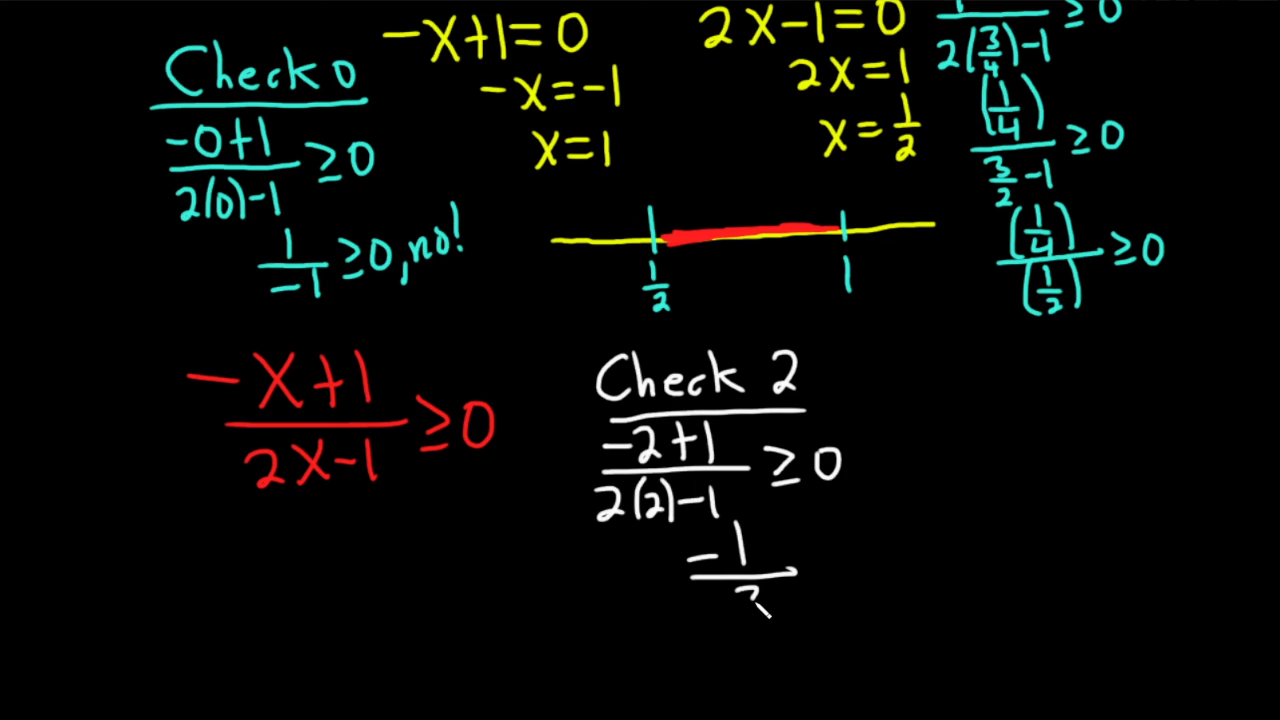 Check 0
-0+1
2(0)-1
≥0
1
-1
≥0, no!
-x+1=0
-x=-1
x=1
2x-1=0
2x=1
x=1/2
2(3/4)-1
≥0
(1/4)
3/2-1
≥0
(1/4)
(1/2)
≥0
1/2
1
-x+1
2x-1
≥0
Check 2
-2+1
2(2)-1
≥0
-1